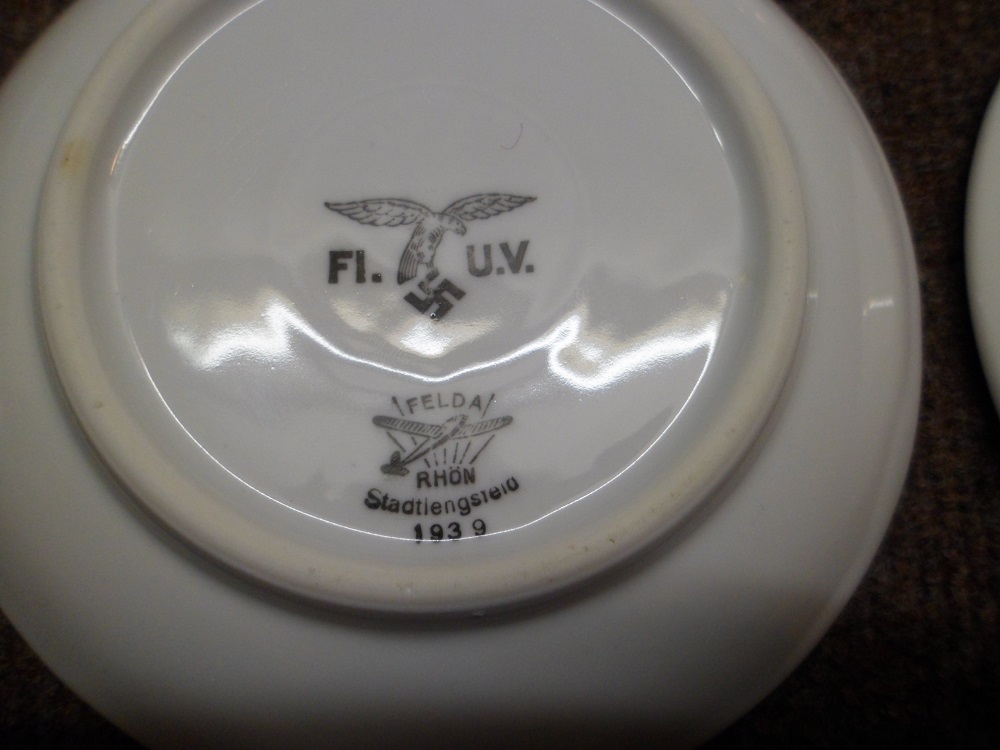 Fl. U.V.
FELDA
RHÖN
Stadtlengsfeld
1939